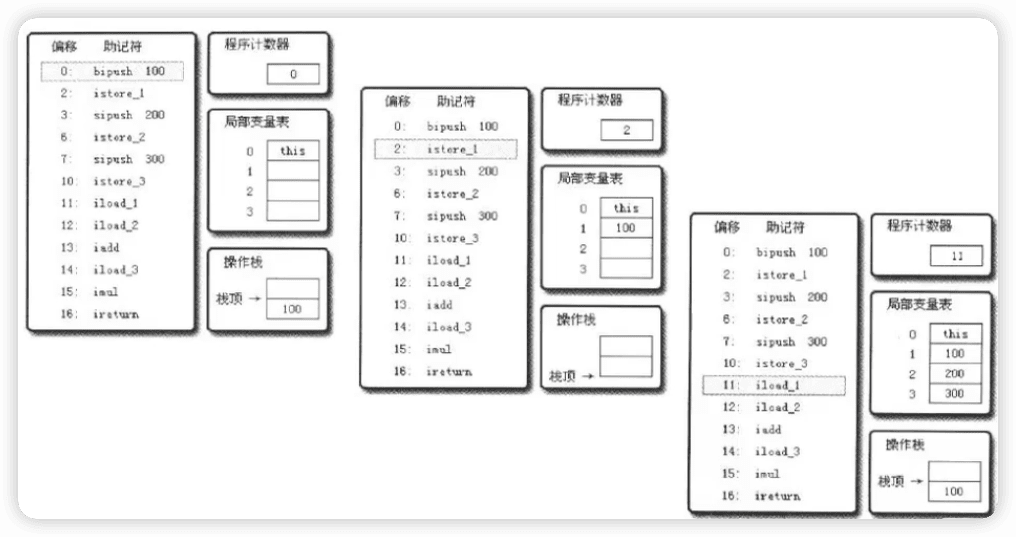 偏移 助记符
0: bipush 100
2: istore_1
3: sipush 200
6: istore_2
7: sipush 300
10: istore_3
11: iload_1
12: iload_2
13: iadd
14: iload_3
15: imul
16: ireturn
程序计数器
0
局部变量表
0 this
1
2
3
操作栈
栈顶 →
100
偏移 助记符
0: bipush 100
2: istore_1
3: sipush 200
6: istore_2
7: sipush 300
10: istore_3
11: iload_1
12: iload_2
13. iadd
14: iload_3
15: imul
16: ireturn
程序计数器
2
局部变量表
0 this
1 100
2
3
操作栈
栈顶 →
偏移 助记符
0: bipush 100
2: istore_1
3: sipush 200
6: istore_2
7: sipush 300
10: istore_3
11: iload_1
12: iload_2
13: iadd
14: iload_3
15: imul
16: ireturn
程序计数器
11
局部变量表
0 this
1 100
2 200
3 300
操作栈
栈顶 →
100